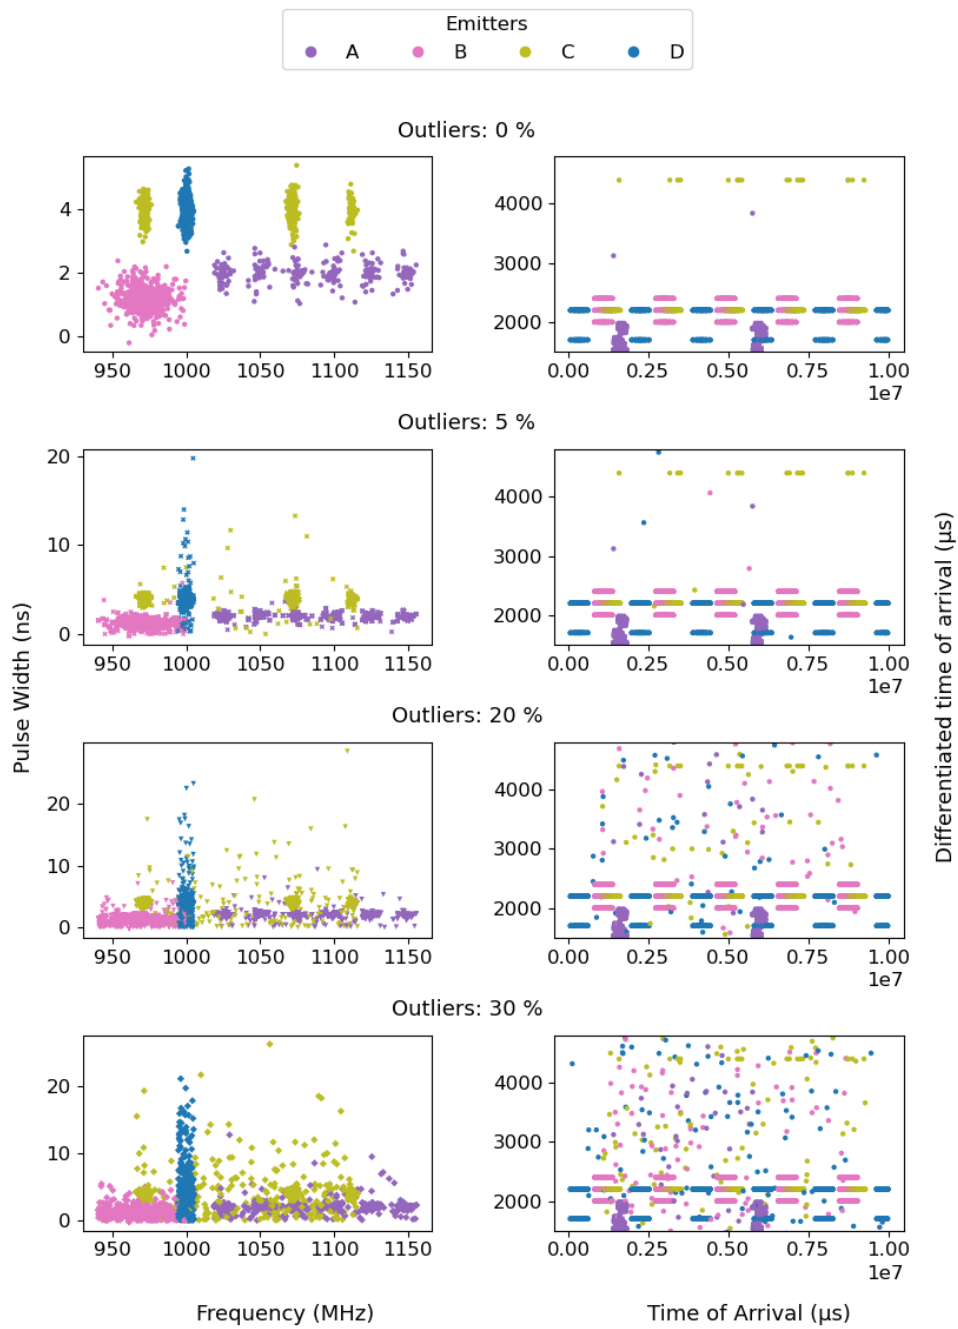 Emitters
A B C D
Outliers: 0 %
4
2
0
950 1000 1050 1100 1150
4000
3000
2000
0.00 0.25 0.50 0.75 1.00
1e7
Outliers: 5 %
20
10
0
950 1000 1050 1100 1150
4000
3000
2000
0.00 0.25 0.50 0.75 1.00
1e7
Outliers: 20 %
20
10
0
950 1000 1050 1100 1150
4000
3000
2000
0.00 0.25 0.50 0.75 1.00
1e7
Outliers: 30 %
20
10
0
950 1000 1050 1100 1150
4000
3000
2000
0.00 0.25 0.50 0.75 1.00
1e7
Pulse Width (ns)
Differentiated time of arrival (µs)
Frequency (MHz)
Time of Arrival (µs)